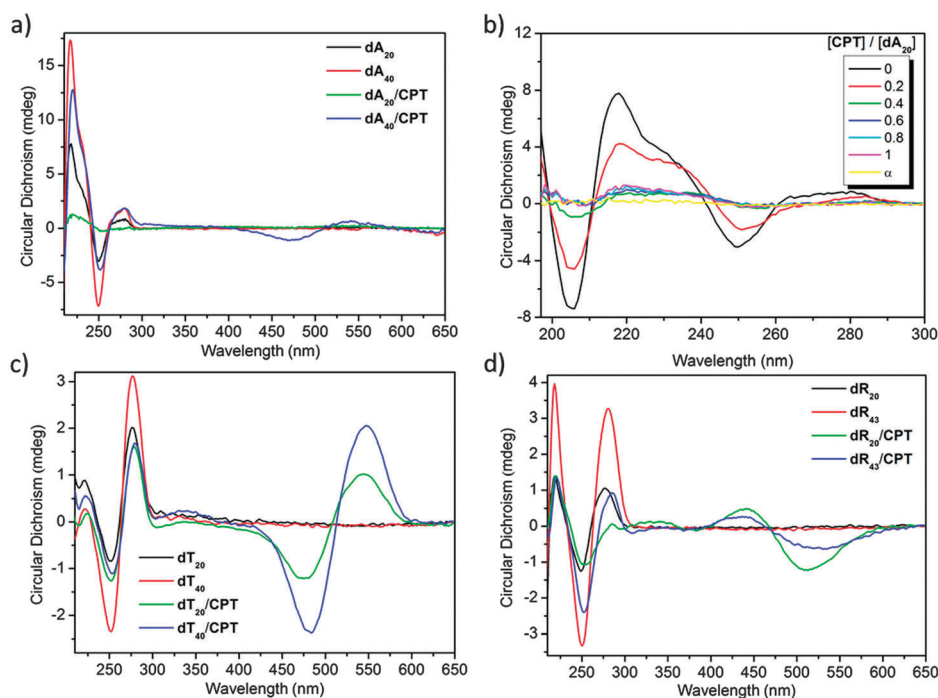 a)
Circular Dichroism (mdeg)
15
10
5
0
-5
dA20
dA40
dA20/CPT
dA40/CPT
250 300 350 400 450 500 550 600 650
Wavelength (nm)
b)
Circular Dichroism (mdeg)
12
8
4
0
-4
-8
[CPT] / [dA20]
0
0.2
0.4
0.6
0.8
1
α
200 220 240 260 280 300
Wavelength (nm)
c)
Circular Dichroism (mdeg)
3
2
1
0
-1
-2
dT20
dT40
dT20/CPT
dT40/CPT
250 300 350 400 450 500 550 600 650
Wavelength (nm)
d)
Circular Dichroism (mdeg)
4
3
2
1
0
-1
-2
-3
dR20
dR43
dR20/CPT
dR43/CPT
250 300 350 400 450 500 550 600 650
Wavelength (nm)